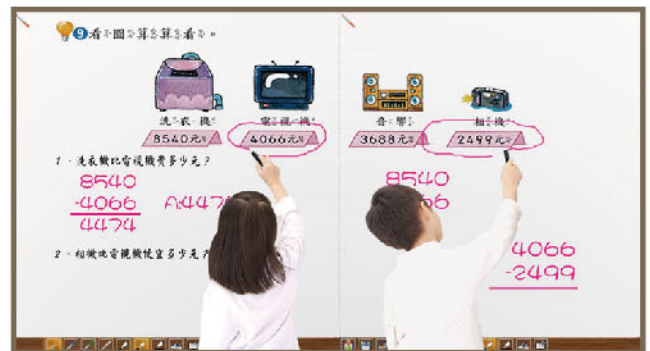 9 看圖算算看。
洗衣機 電視機 音響 相機
8540元 4066元 3688元 2499元
1、洗衣機比電視機貴多少元?
8540
-4066
4474
A:447
2、相機比電視機便宜多少元?
8540
66
4066
-2499